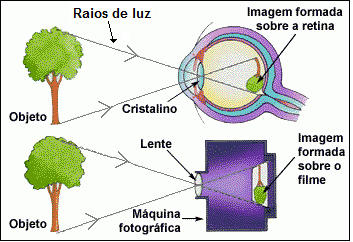 Raios de luz
Imagem formada
sobre a retina
Cristalino
Objeto
Lente
Imagem
formada
sobre o
filme
Objeto
Máquina
fotográfica